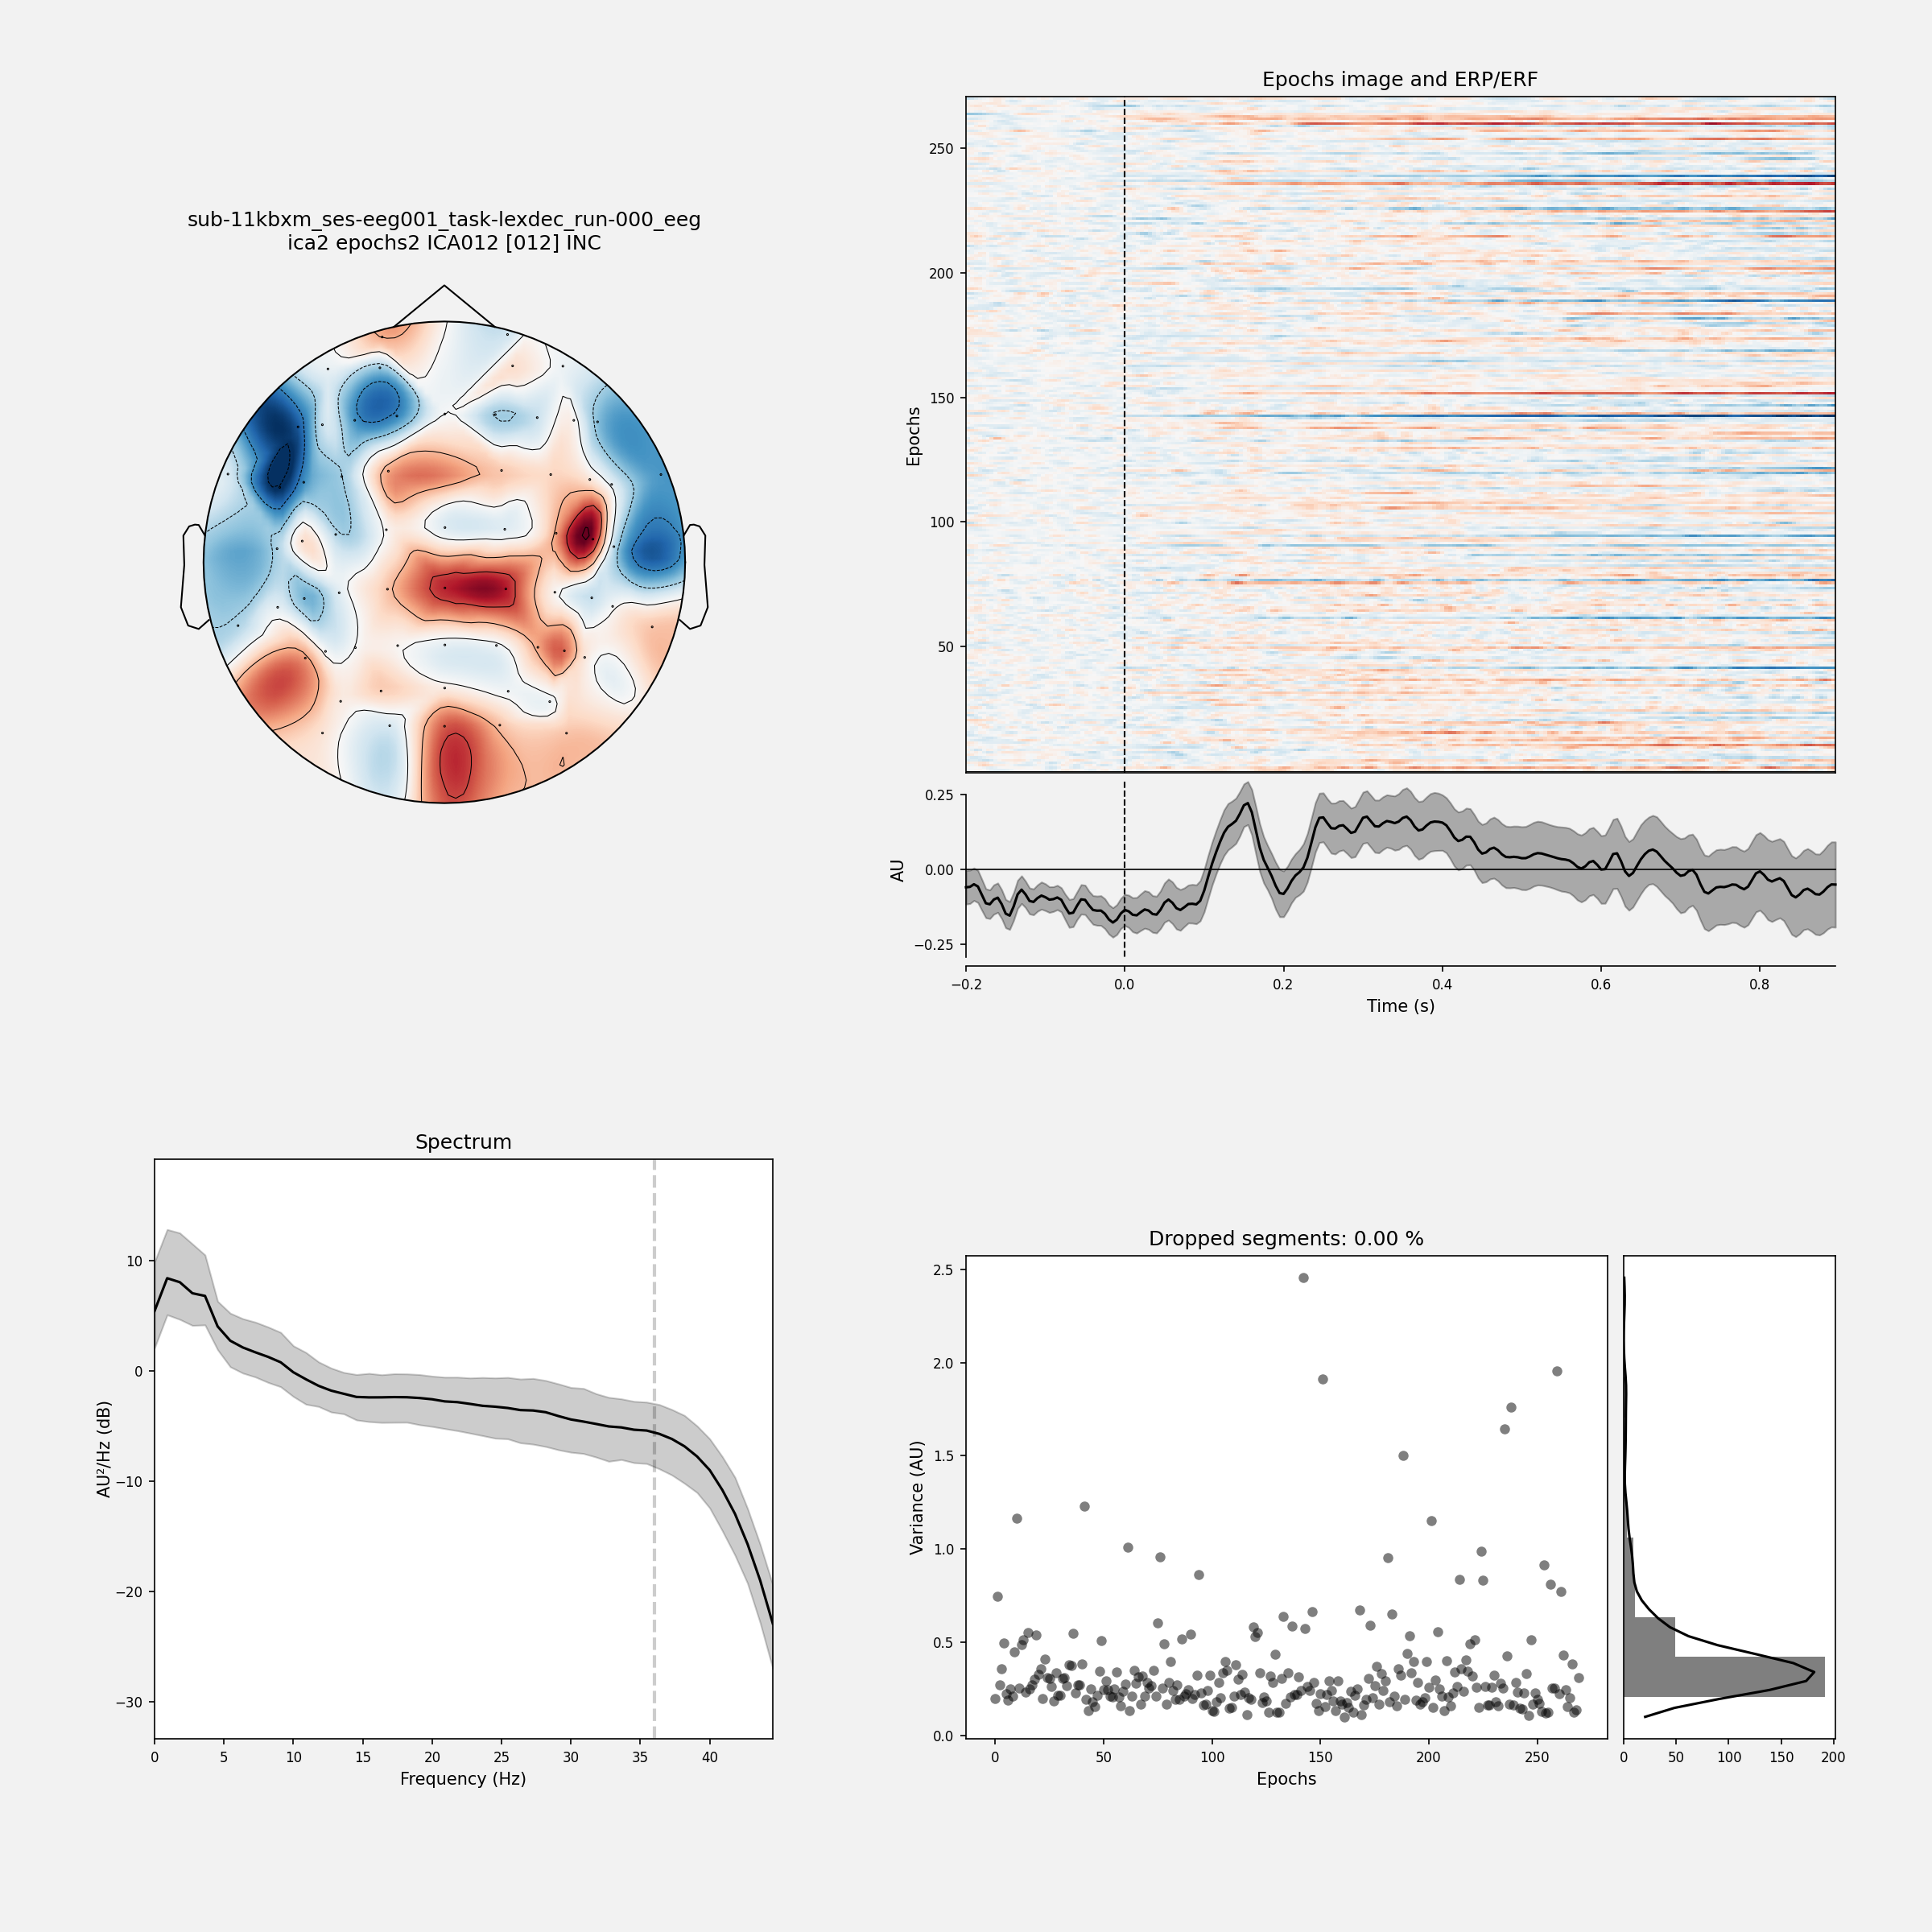 sub-11kbxm_ses-eeg001_task-lexdec_run-000_eeg
ica2 epochs2 ICA012 [012] INC
Epochs image and ERP/ERF
250
200
150
100
50
Epochs
0.25
0.00
−0.25
AU
−0.2 0.0 0.2 0.4 0.6 0.8
Time (s)
Spectrum
10
0
−10
−20
−30
AU²/Hz (dB)
0 5 10 15 20 25 30 35 40
Frequency (Hz)
Dropped segments: 0.00 %
2.5
2.0
1.5
1.0
0.5
0.0
Variance (AU)
0 50 100 150 200 250
Epochs
0 50 100 150 200